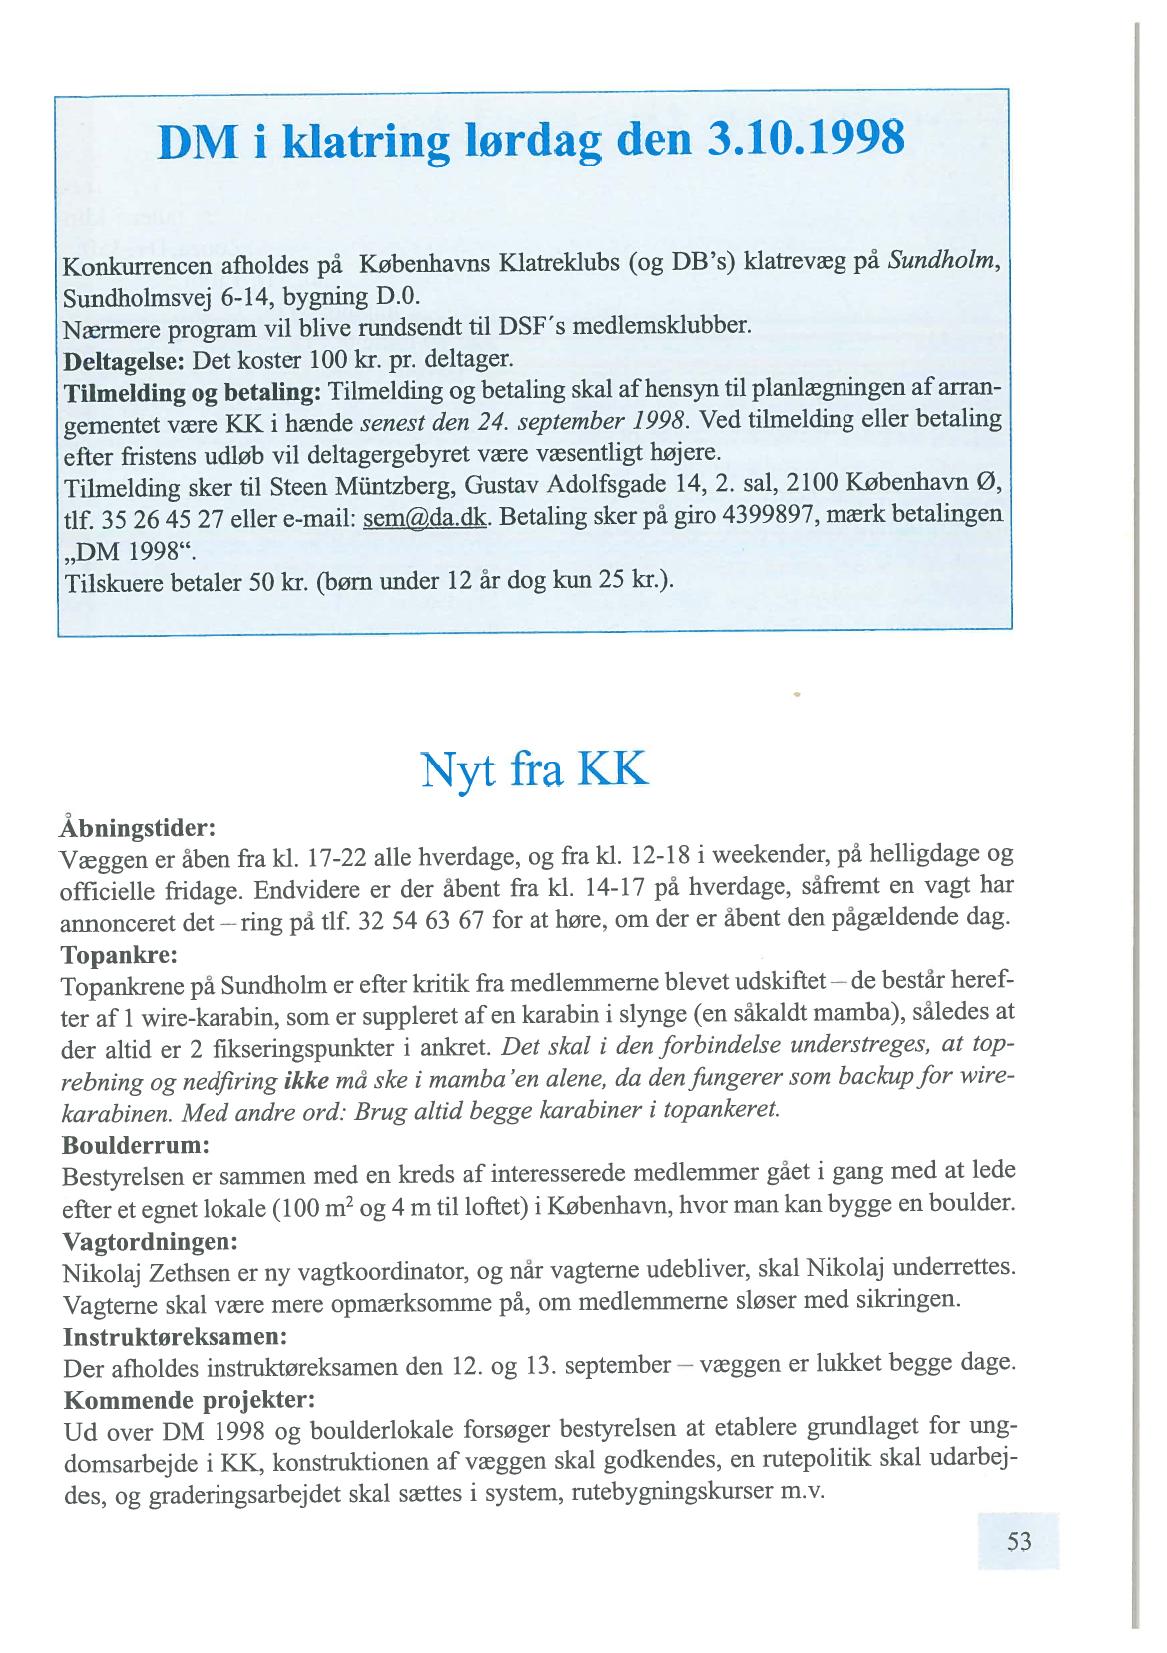 DM i klatring lørdag den 3.10.1998
Konkurrencen afholdes på Københavns Klatreklubs (og DB's) klatrevæg på Sundholm,
Sundholmsvej 6-14, bygning D.0.
Nærmere program vil blive rundsendt til DSF´s medlemsklubber.
Deltagelse: Det koster 100 kr. pr. deltager.
Tilmelding og betaling: Tilmelding og betaling skal af hensyn til planlægningen af arran-
gementet være KK i hænde senest den 24. september 1998. Ved tilmelding eller betaling
efter fristens udløb vil deltagergebyret være væsentligt højere.
Tilmelding sker til Steen Müntzberg, Gustav Adolfsgade 14, 2. sal, 2100 København Ø,
tlf. 35 26 45 27 eller e-mail: sem@da.dk. Betaling sker på giro 4399897, mærk betalingen
„DM 1998“.
Tilskuere betaler 50 kr. (børn under 12 år dog kun 25 kr.).
Nyt fra KK
Åbningstider:
Væggen er åben fra kl. 17-22 alle hverdage, og fra kl. 12-18 i weekender, på helligdage og
officielle fridage. Endvidere er der åbent fra kl. 14-17 på hverdage, såfremt en vagt har
annonceret det – ring på tlf. 32 54 63 67 for at høre, om der er åbent den pågældende dag.
Topankre:
Topankrene på Sundholm er efter kritik fra medlemmerne blevet udskiftet – de består heref-
ter af 1 wire-karabin, som er suppleret af en karabin i slynge (en såkaldt mamba), således at
der altid er 2 fikseringspunkter i ankret. Det skal i den forbindelse understreges, at top-
rebning og nedfiring ikke må ske i mamba'en alene, da den fungerer som backup for wire-
karabinen. Med andre ord: Brug altid begge karabiner i topankeret.
Boulderrum:
Bestyrelsen er sammen med en kreds af interesserede medlemmer gået i gang med at lede
efter et egnet lokale (100 m² og 4 m til loftet) i København, hvor man kan bygge en boulder.
Vagtordningen:
Nikolaj Zethsen er ny vagtkoordinator, og når vagterne udebliver, skal Nikolaj underrettes.
Vagterne skal være mere opmærksomme på, om medlemmerne sløser med sikringen.
Instruktøreksamen:
Der afholdes instruktøreksamen den 12. og 13. september – væggen er lukket begge dage.
Kommende projekter:
Ud over DM 1998 og boulderlokale forsøger bestyrelsen at etablere grundlaget for ung-
domsarbejde i KK, konstruktionen af væggen skal godkendes, en rutepolitik skal udarbej-
des, og graderingsarbejdet skal sættes i system, rutebygningskurser m.v.
53